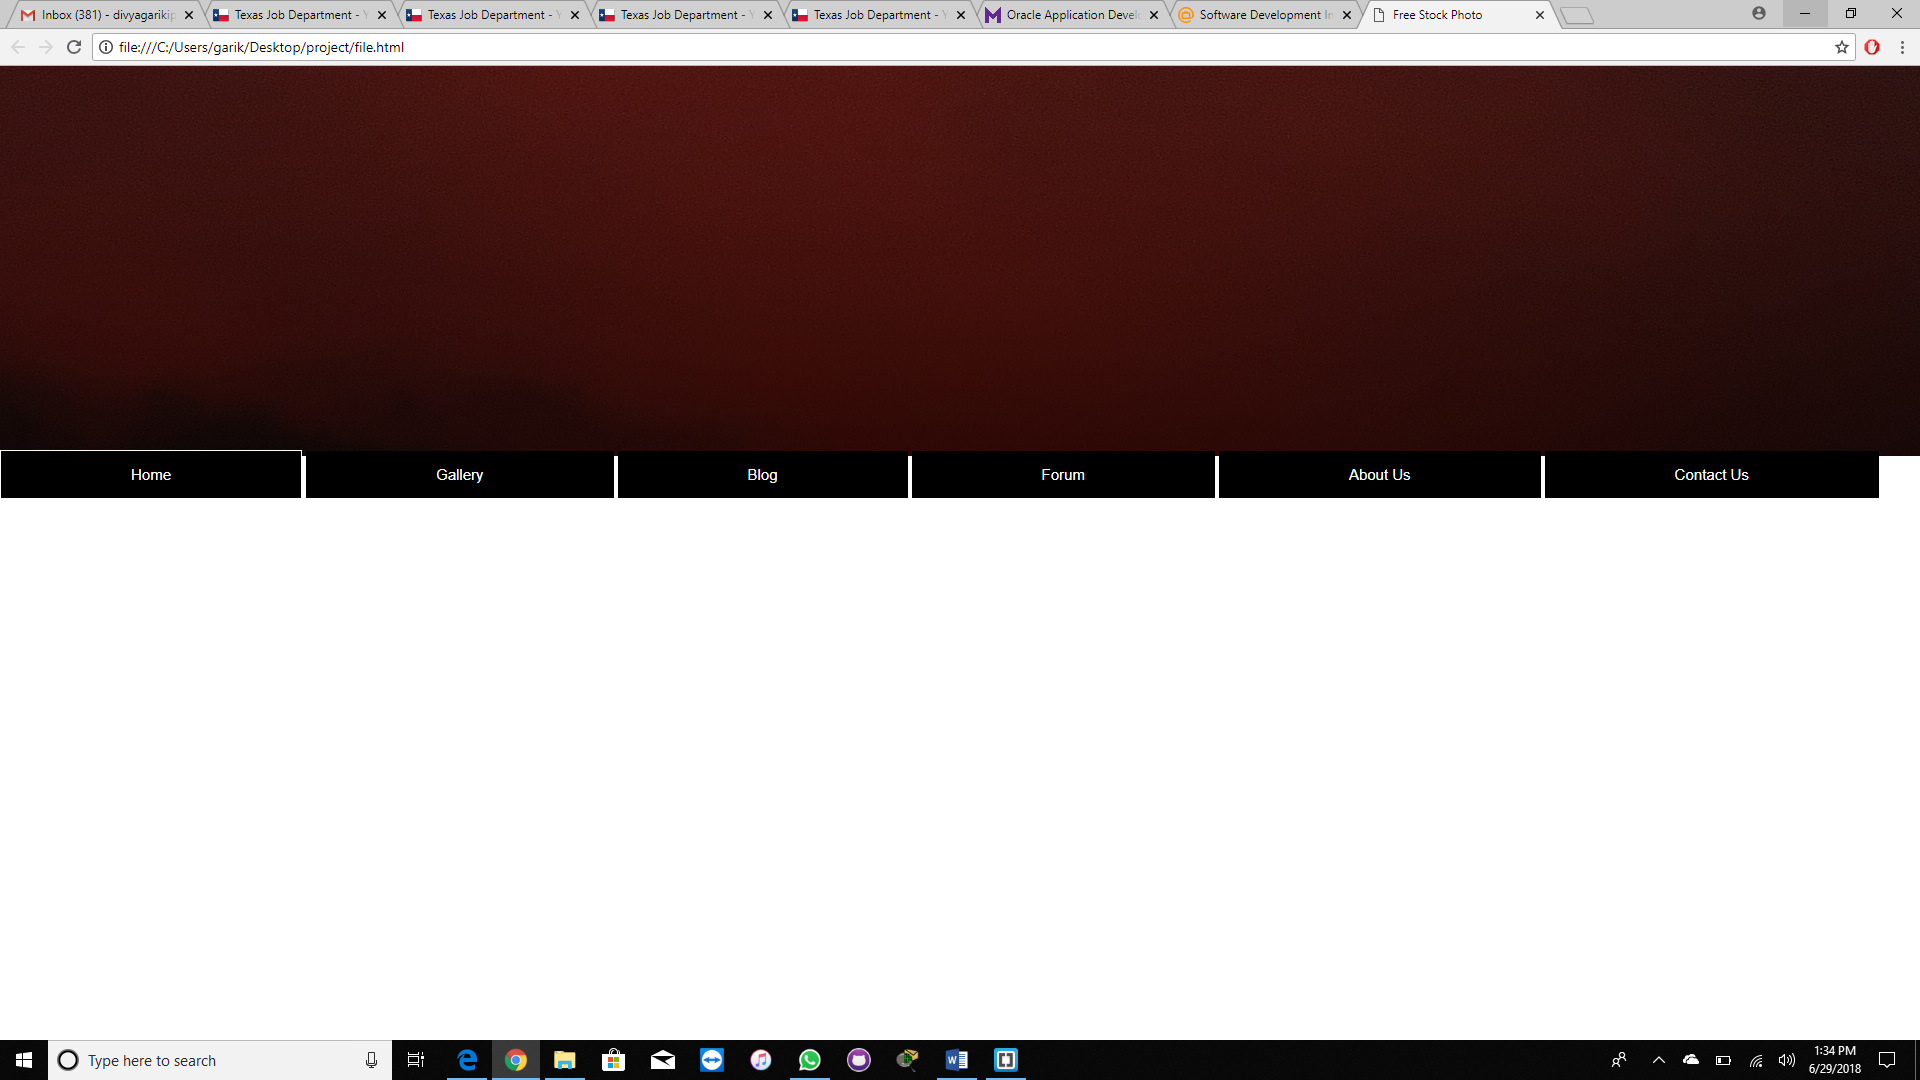 Inbox (381) - divyagarikip
Texas Job Department - Y
Texas Job Department - Y
Texas Job Department - Y
Texas Job Department - Y
Oracle Application Devel
Software Development In
Free Stock Photo
file:///C:/Users/garik/Desktop/project/file.html
Home Gallery Blog Forum About Us Contact Us
Type here to search
1:34 PM
6/29/2018